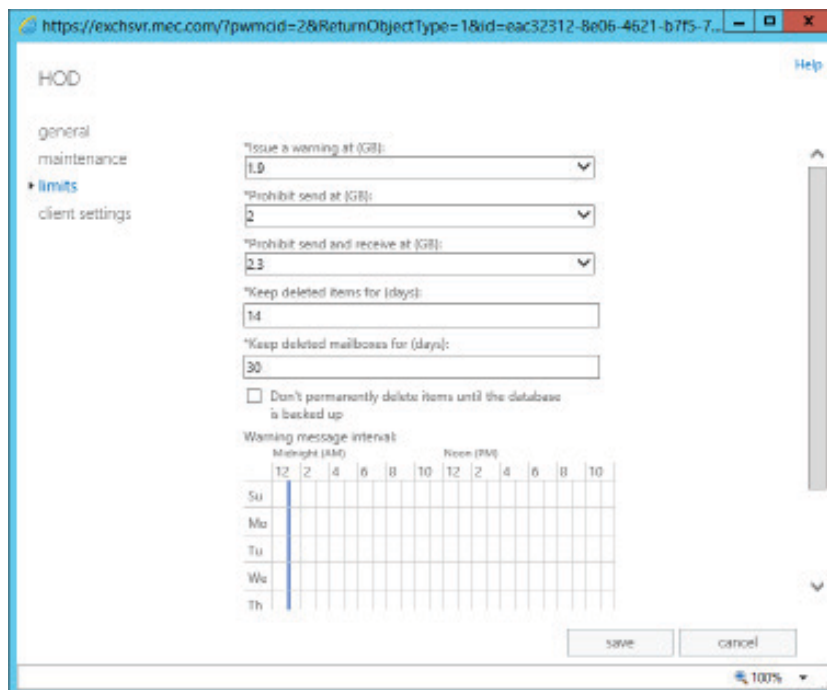 https://exchsvr.mec.com/?pwmcid=2&ReturnObjectType=1&id=eac32312-8e06-4621-b7f5-7...
Help
HOD
general
maintenance
limits
client settings
*Issue a warning at (GB):
1.9
*Prohibit send at (GB):
2
*Prohibit send and receive at (GB):
2.3
*Keep deleted items for (days):
14
*Keep deleted mailboxes for (days):
30
Don't permanently delete items until the database
is backed up
Warning message interval:
Midnight (AM) Noon (PM)
12 2 4 6 8 10 12 2 4 6 8 10
Su
Mo
Tu
We
Th
save cancel
100%